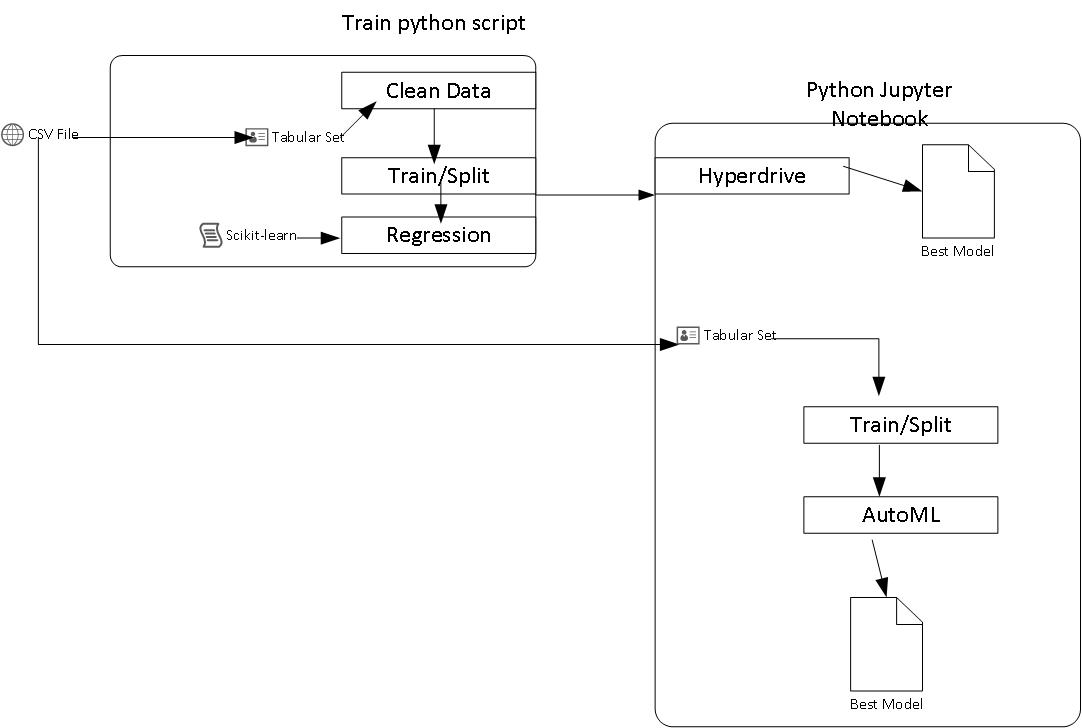 Train python script
Clean Data
CSV File
Tabular Set
Train/Split
Scikit-learn
Regression
Python Jupyter
Notebook
Hyperdrive
Best Model
Tabular Set
Train/Split
AutoML
Best Model